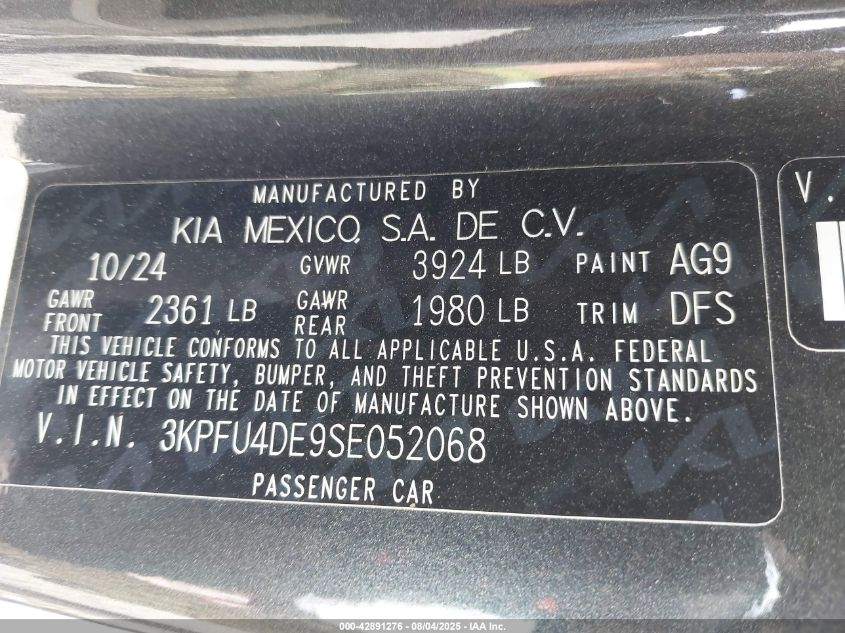 MANUFACTURED BY
KIA MEXICO, S.A. DE C.V.
10/24 GVWR 3924 LB PAINT AG9
GAWR FRONT 2361 LB GAWR REAR 1980 LB TRIM DFS
THIS VEHICLE CONFORMS TO ALL APPLICABLE U.S.A. FEDERAL
MOTOR VEHICLE SAFETY, BUMPER, AND THEFT PREVENTION STANDARDS
IN EFFECT ON THE DATE OF MANUFACTURE SHOWN ABOVE.
V.I.N. 3KPFU4DE9SE052068
PASSENGER CAR
V.
000-42891276 - 08/04/2025 - IAA Inc.